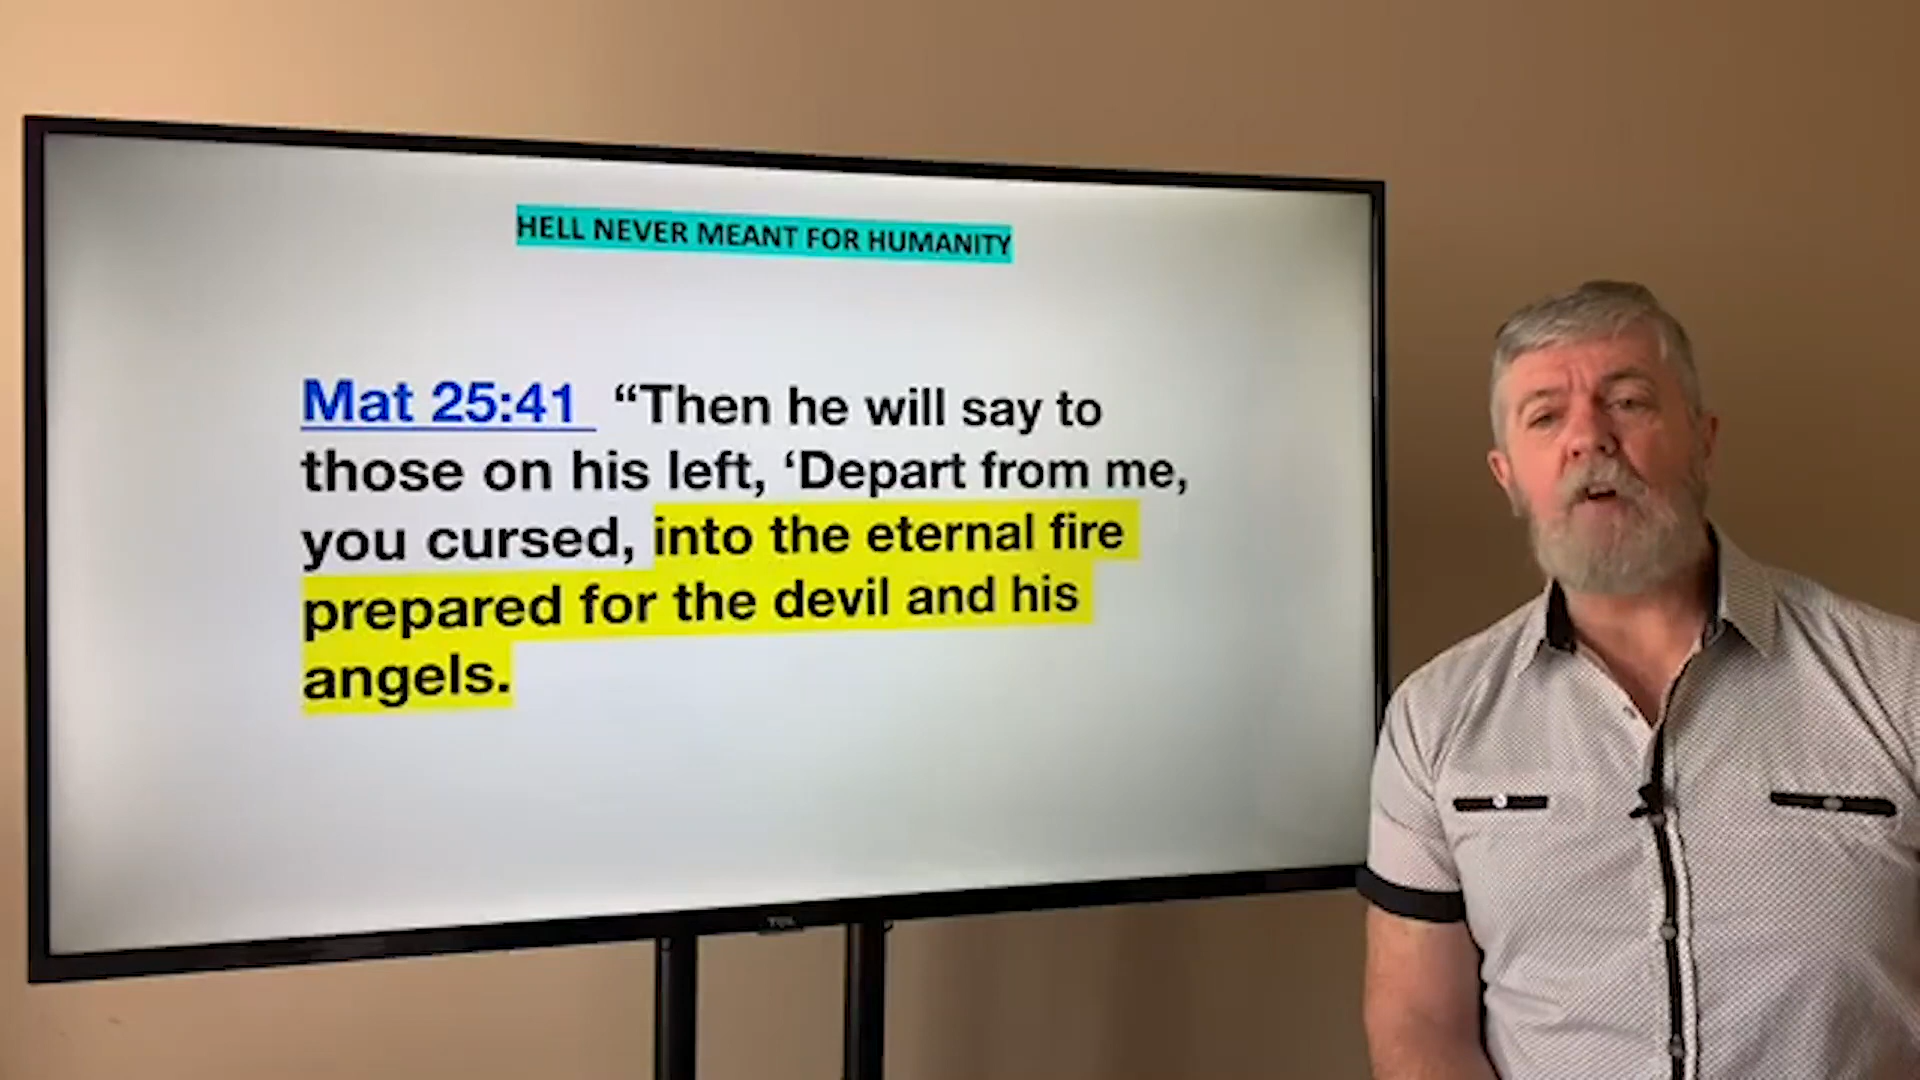 HELL NEVER MEANT FOR HUMANITY
Mat 25:41 “Then he will say to
those on his left, ‘Depart from me,
you cursed, into the eternal fire
prepared for the devil and his
angels.
TCL